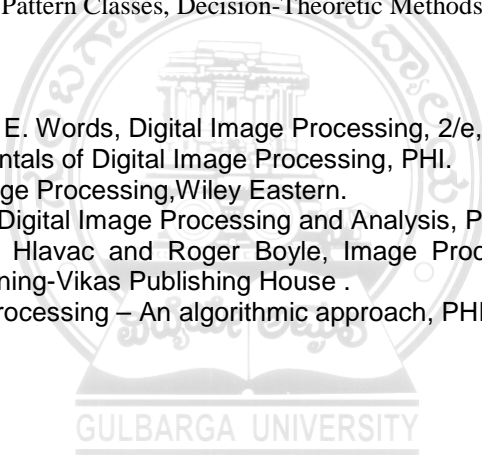 Pattern Classes, Decision-Theoretic Methods
E. Words, Digital Image Processing, 2/e,
ntals of Digital Image Processing, PHI.
ge Processing,Wiley Eastern.
Digital Image Processing and Analysis, P
Hlavac and Roger Boyle, Image Proc
ning-Vikas Publishing House .
rocessing – An algorithmic approach, PHI
GULBARGA UNIVERSITY